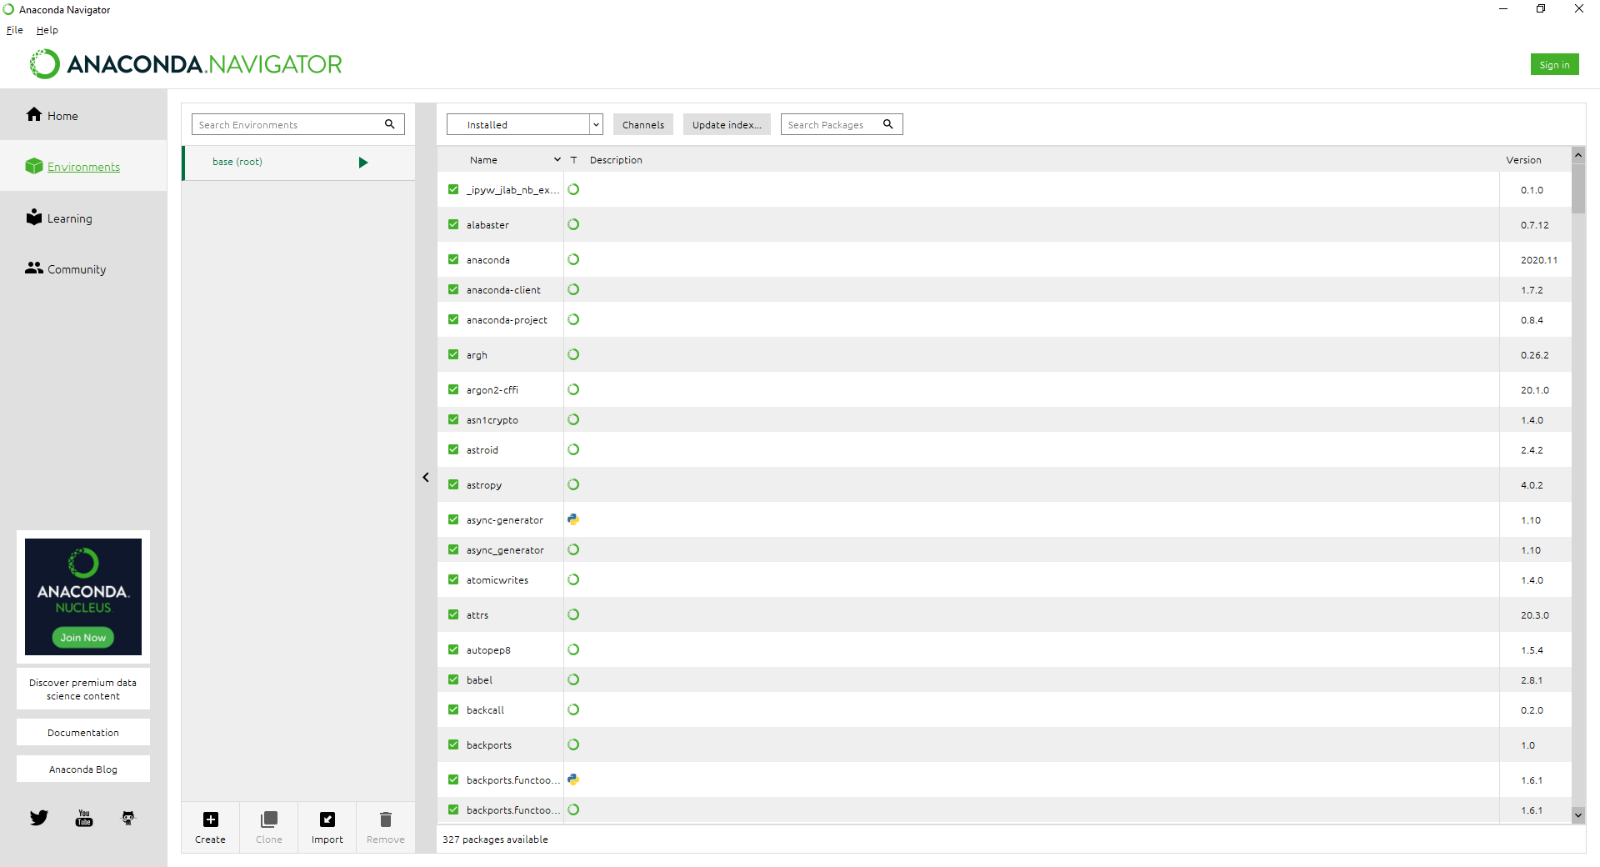 Anaconda Navigator
File Help
ANACONDA.NAVIGATOR
Sign in
Home
Environments
Learning
Community
ANACONDA.
NUCLEUS
Join Now
Discover premium data
science content
Documentation
Anaconda Blog
You
Tube
Search Environments
base (root)
Create Clone Import Remove
Installed Channels Update index... Search Packages
Name T Description Version
_ipyw_jlab_nb_ex... 0.1.0
alabaster 0.7.12
anaconda 2020.11
anaconda-client 1.7.2
anaconda-project 0.8.4
argh 0.26.2
argon2-cffi 20.1.0
asn1crypto 1.4.0
astroid 2.4.2
astropy 4.0.2
async-generator 1.10
async_generator 1.10
atomicwrites 1.4.0
attrs 20.3.0
autopep8 1.5.4
babel 2.8.1
backcall 0.2.0
backports 1.0
backports.functoo... 1.6.1
backports.functoo... 1.6.1
327 packages available